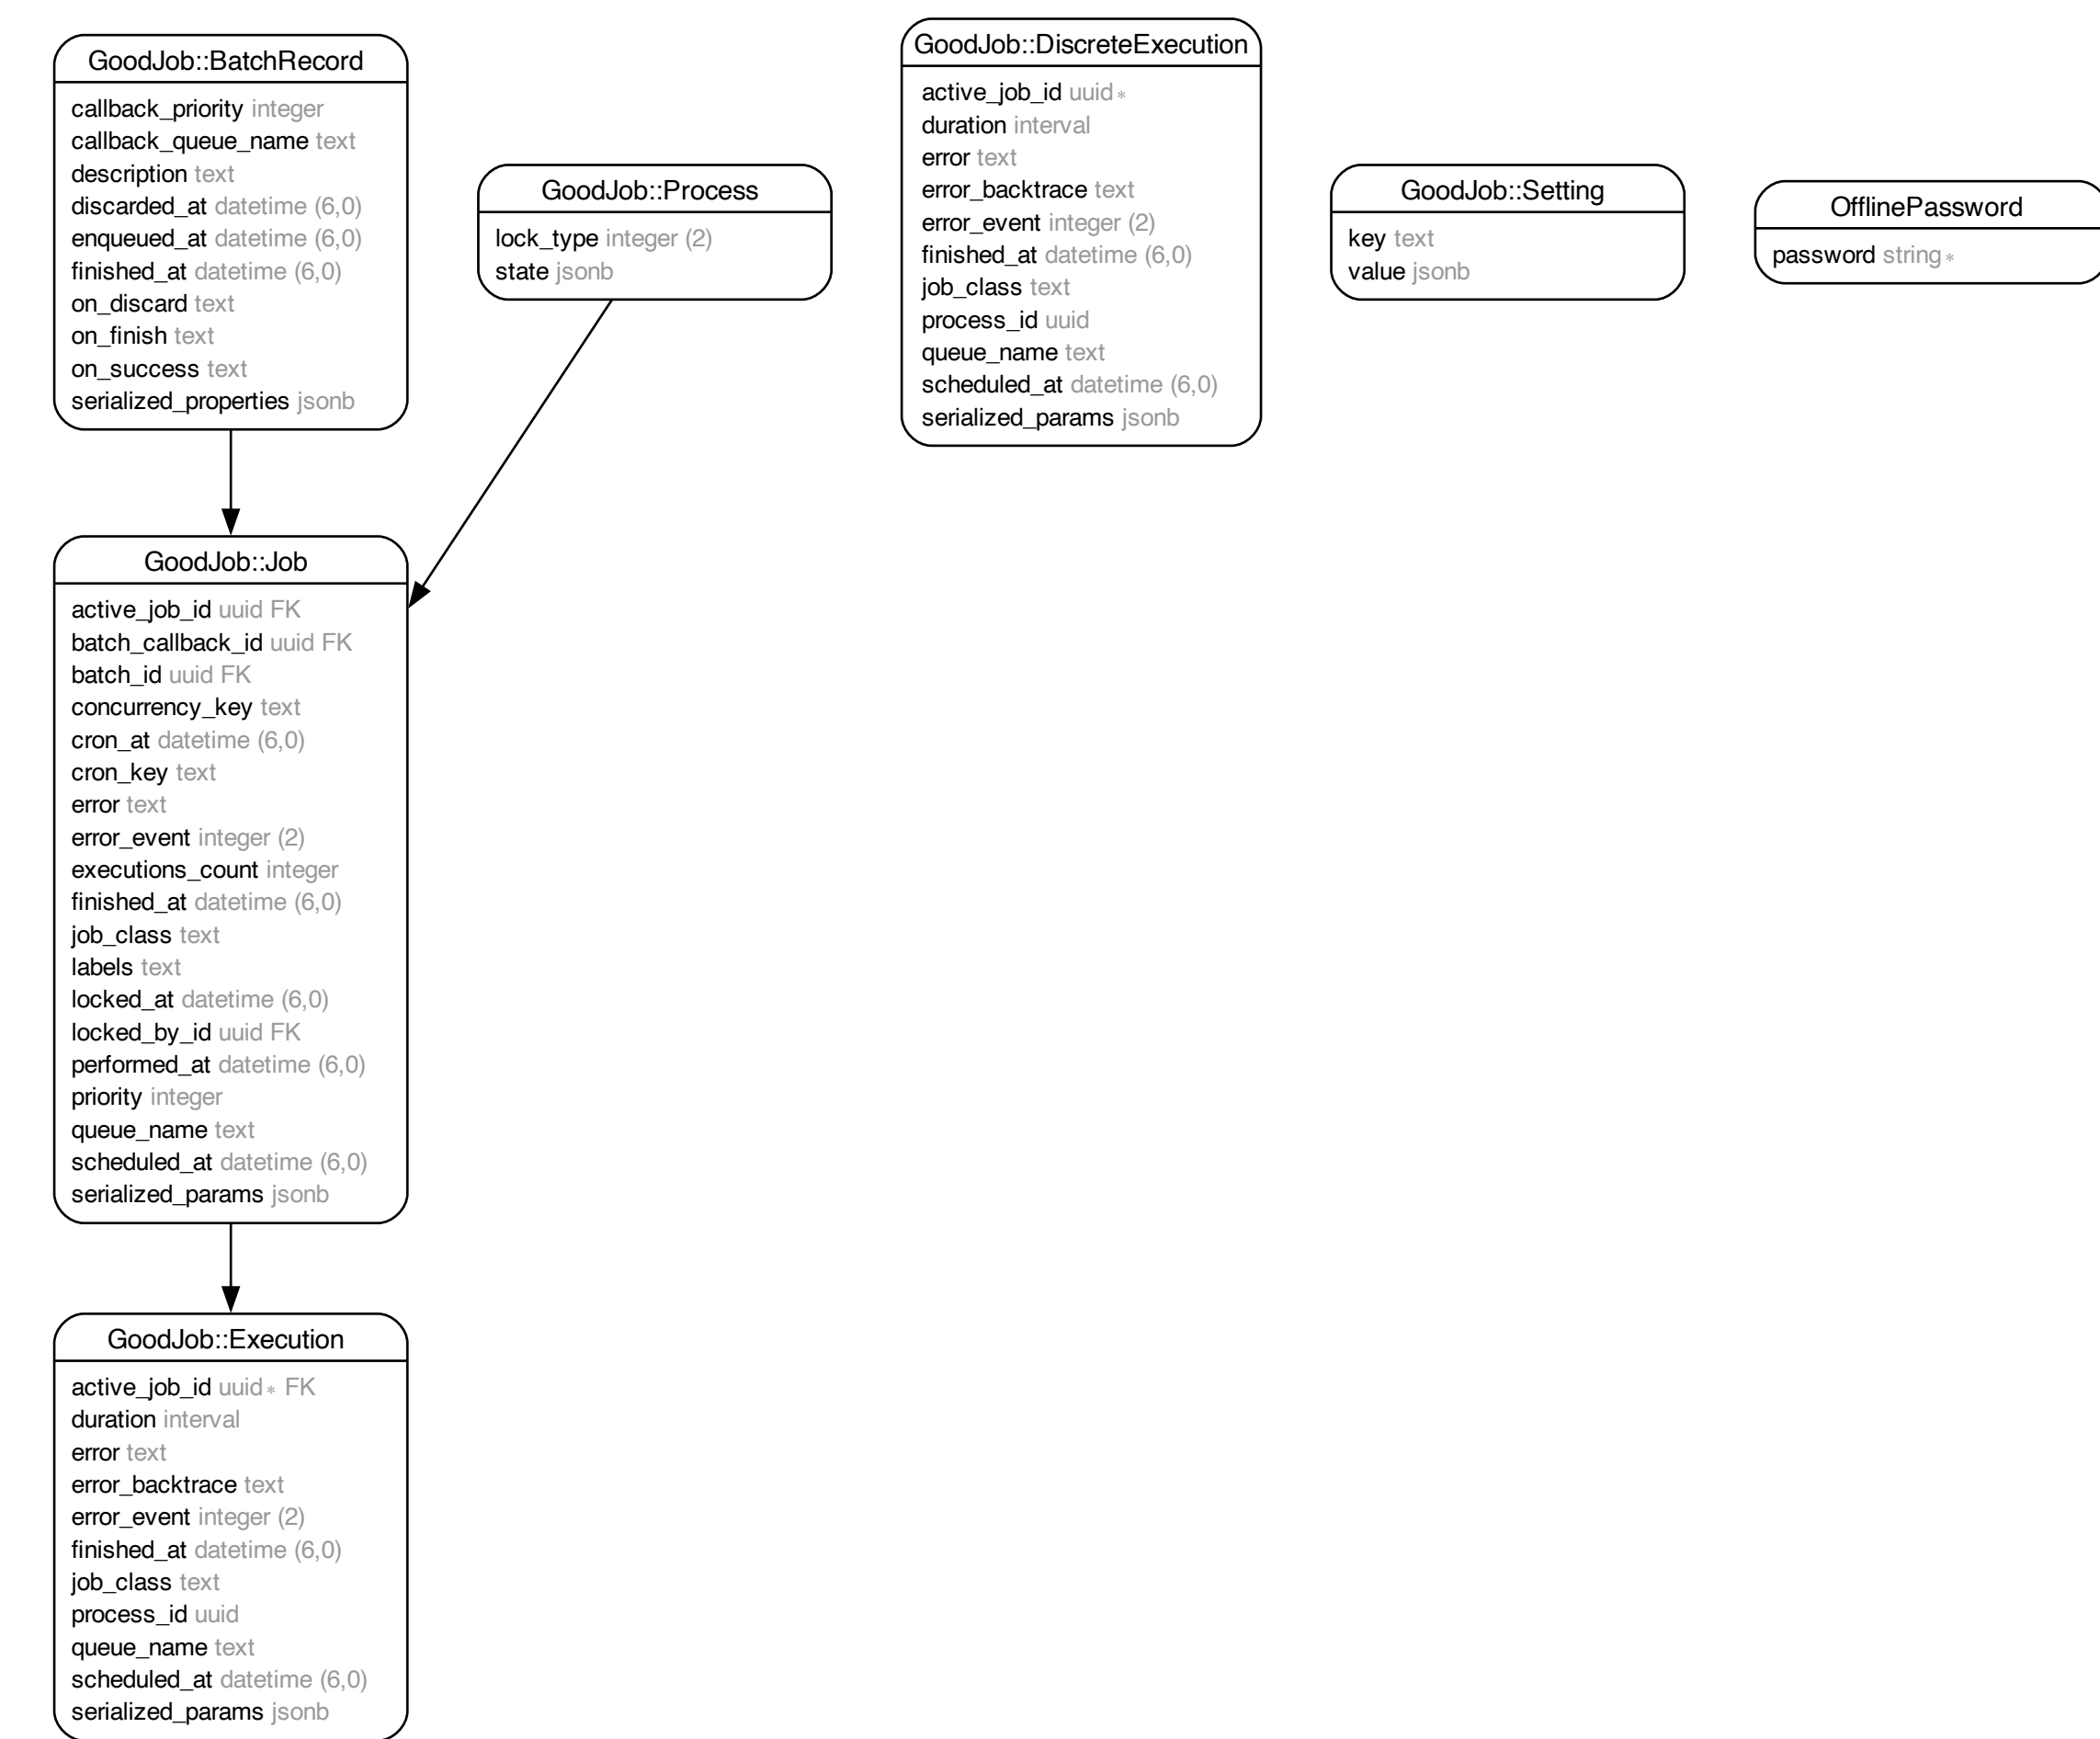 GoodJob::BatchRecord
callback_priority integer
callback_queue_name text
description text
discarded_at datetime (6,0)
enqueued_at datetime (6,0)
finished_at datetime (6,0)
on_discard text
on_finish text
on_success text
serialized_properties jsonb
GoodJob::Process
lock_type integer (2)
state jsonb
GoodJob::DiscreteExecution
active_job_id uuid *
duration interval
error text
error_backtrace text
error_event integer (2)
finished_at datetime (6,0)
job_class text
process_id uuid
queue_name text
scheduled_at datetime (6,0)
serialized_params jsonb
GoodJob::Setting
key text
value jsonb
OfflinePassword
password string *
GoodJob::Job
active_job_id uuid FK
batch_callback_id uuid FK
batch_id uuid FK
concurrency_key text
cron_at datetime (6,0)
cron_key text
error text
error_event integer (2)
executions_count integer
finished_at datetime (6,0)
job_class text
labels text
locked_at datetime (6,0)
locked_by_id uuid FK
performed_at datetime (6,0)
priority integer
queue_name text
scheduled_at datetime (6,0)
serialized_params jsonb
GoodJob::Execution
active_job_id uuid * FK
duration interval
error text
error_backtrace text
error_event integer (2)
finished_at datetime (6,0)
job_class text
process_id uuid
queue_name text
scheduled_at datetime (6,0)
serialized_params jsonb